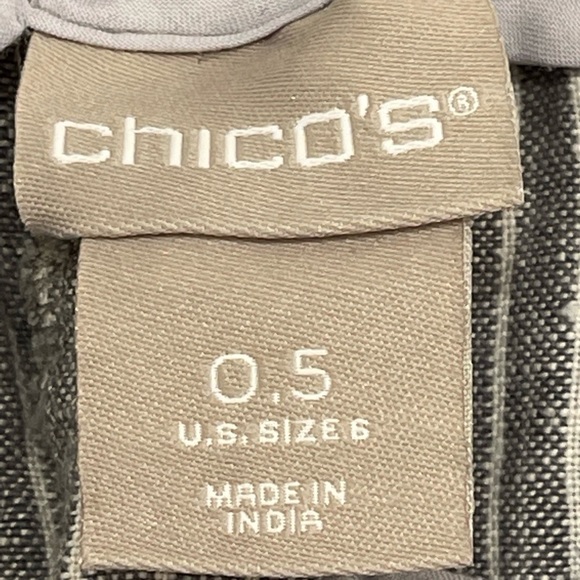 chico's®
0.5
U.S. SIZE 6
MADE IN
INDIA